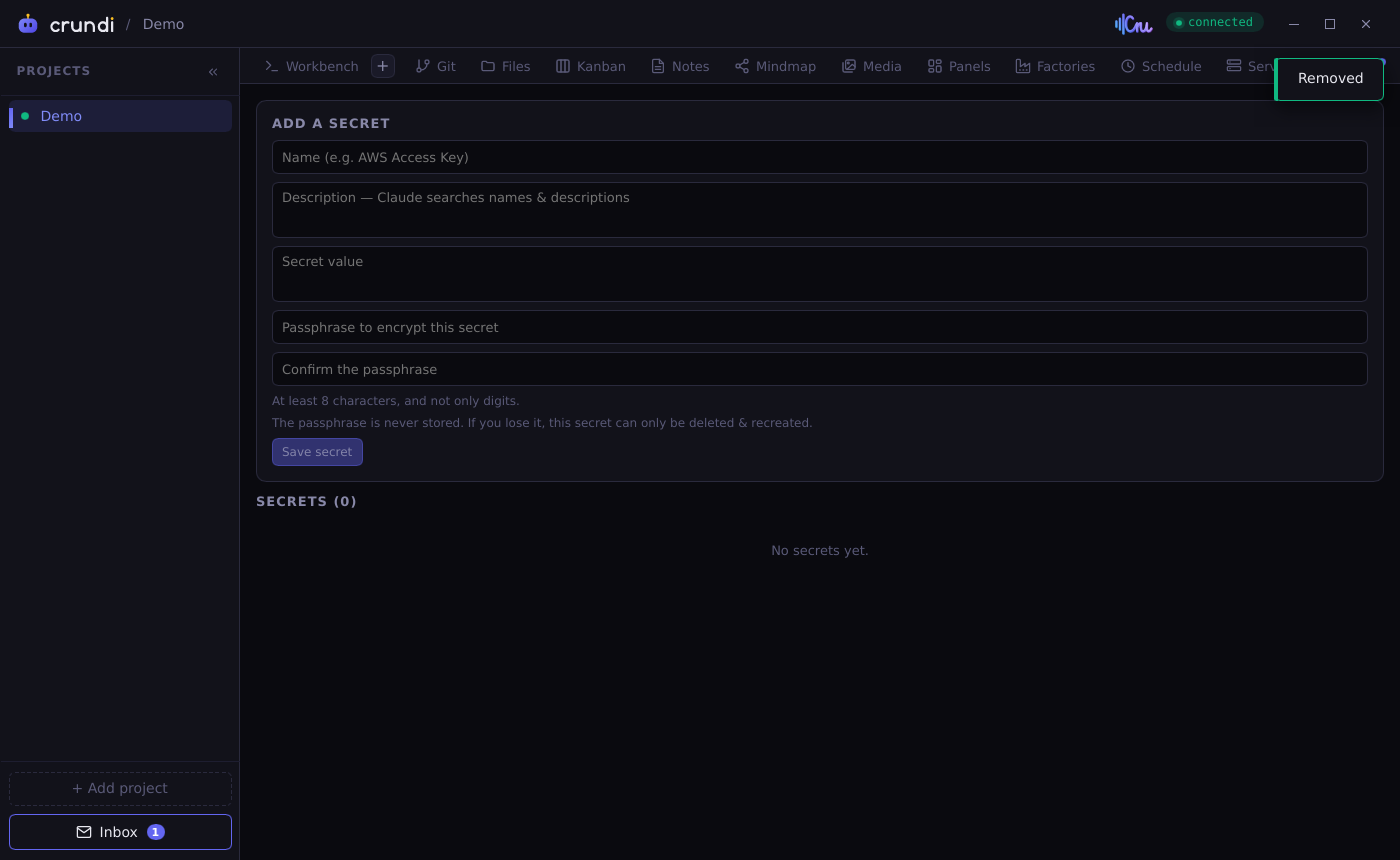 crundi / Demo
Cru
connected
PROJECTS «
Workbench + Git Files Kanban Notes Mindmap Media Panels Factories Schedule
Removed
Demo
ADD A SECRET
Name (e.g. AWS Access Key)
Description — Claude searches names & descriptions
Secret value
Passphrase to encrypt this secret
Confirm the passphrase
At least 8 characters, and not only digits.
The passphrase is never stored. If you lose it, this secret can only be deleted & recreated.
Save secret
SECRETS (0)
No secrets yet.
+ Add project
Inbox 1